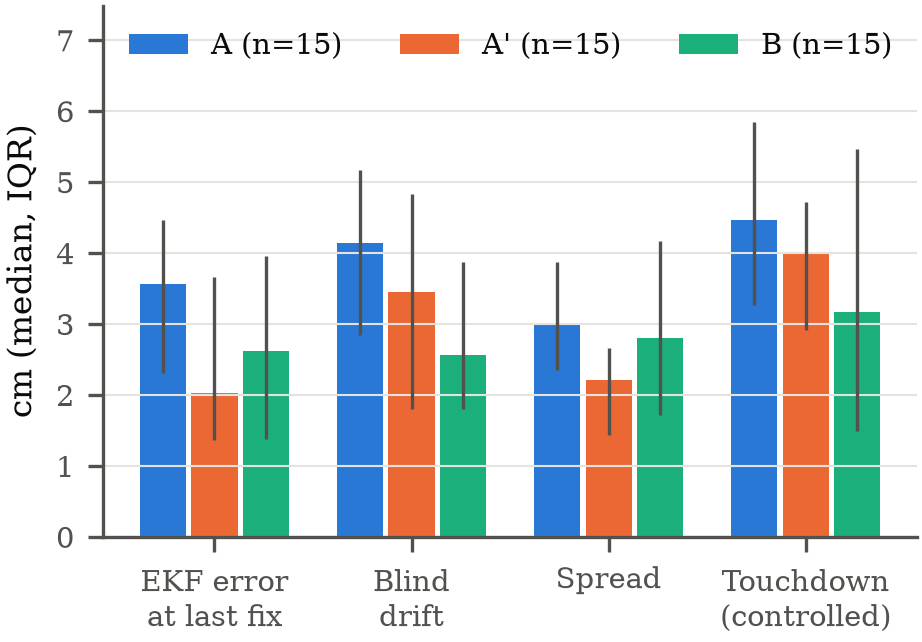 7
A (n=15)
A' (n=15)
B (n=15)
6
5
4
3
2
1
0
cm (median, IQR)
EKF error
at last fix
Blind
drift
Spread
Touchdown
(controlled)